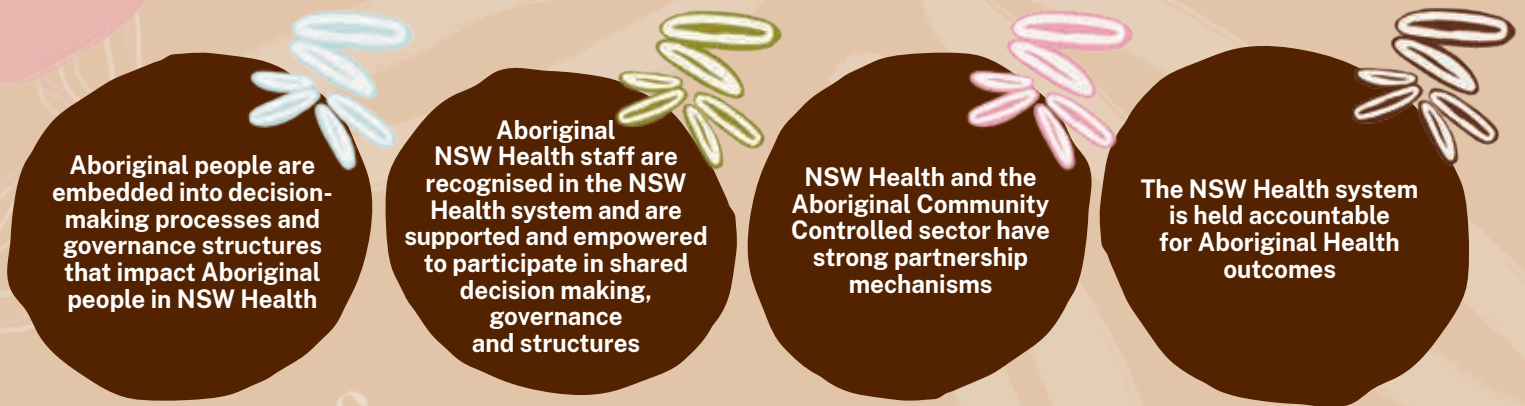 Aboriginal people are
embedded into decision-
making processes and
governance structures
that impact Aboriginal
people in NSW Health
Aboriginal
NSW Health staff are
recognised in the NSW
Health system and are
supported and empowered
to participate in shared
decision making,
governance
and structures
NSW Health and the
Aboriginal Community
Controlled sector have
strong partnership
mechanisms
The NSW Health system
is held accountable
for Aboriginal Health
outcomes